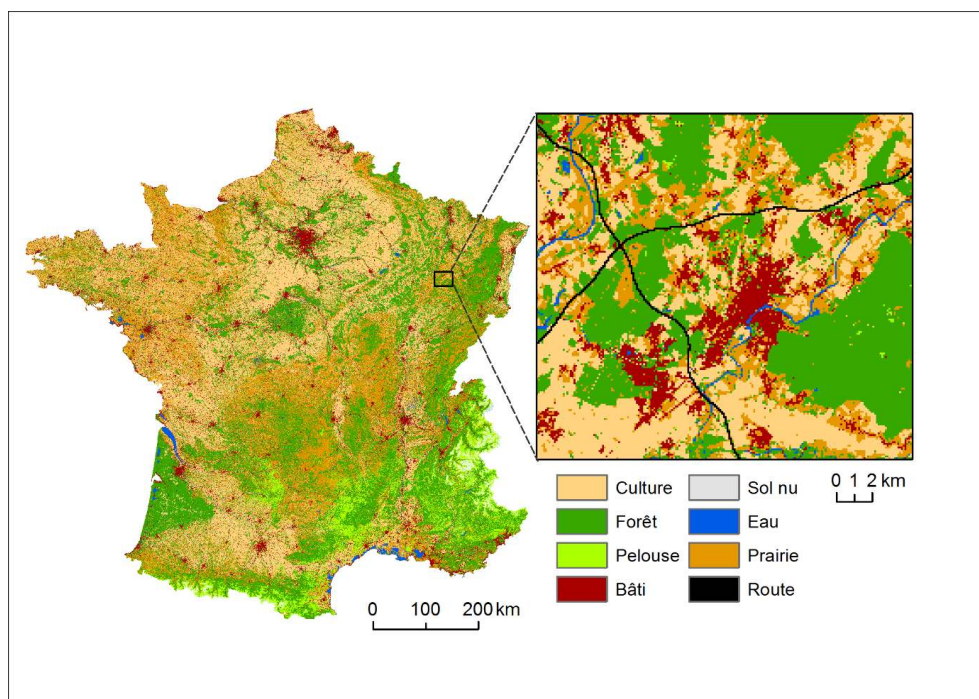 Culture
Sol nu
Forêt
Eau
Pelouse
Prairie
Bâti
Route
0 1 2 km
0 100 200 km